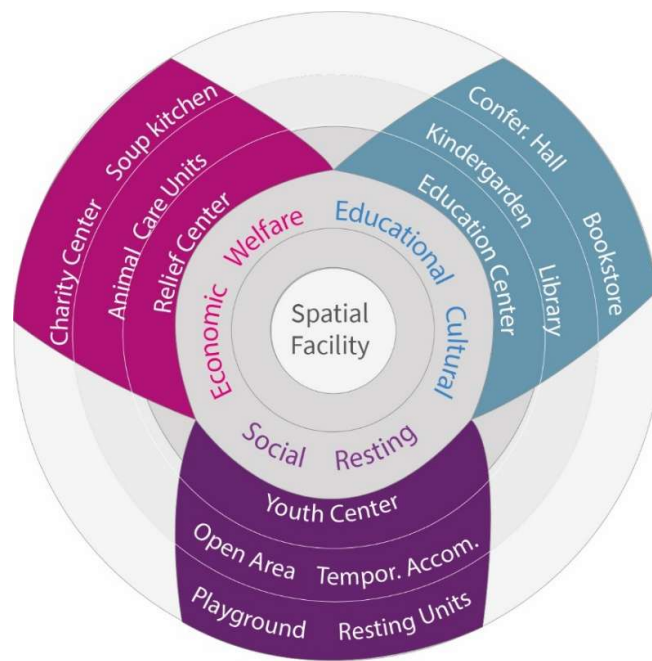 Spatial
Facility
Economic Welfare
Educational Cultural
Social Resting
Charity Center Soup kitchen
Animal Care Units
Relief Center
Confer. Hall Bookstore
Kindergarden Library
Education Center
Youth Center
Open Area Tempor. Accom.
Playground Resting Units